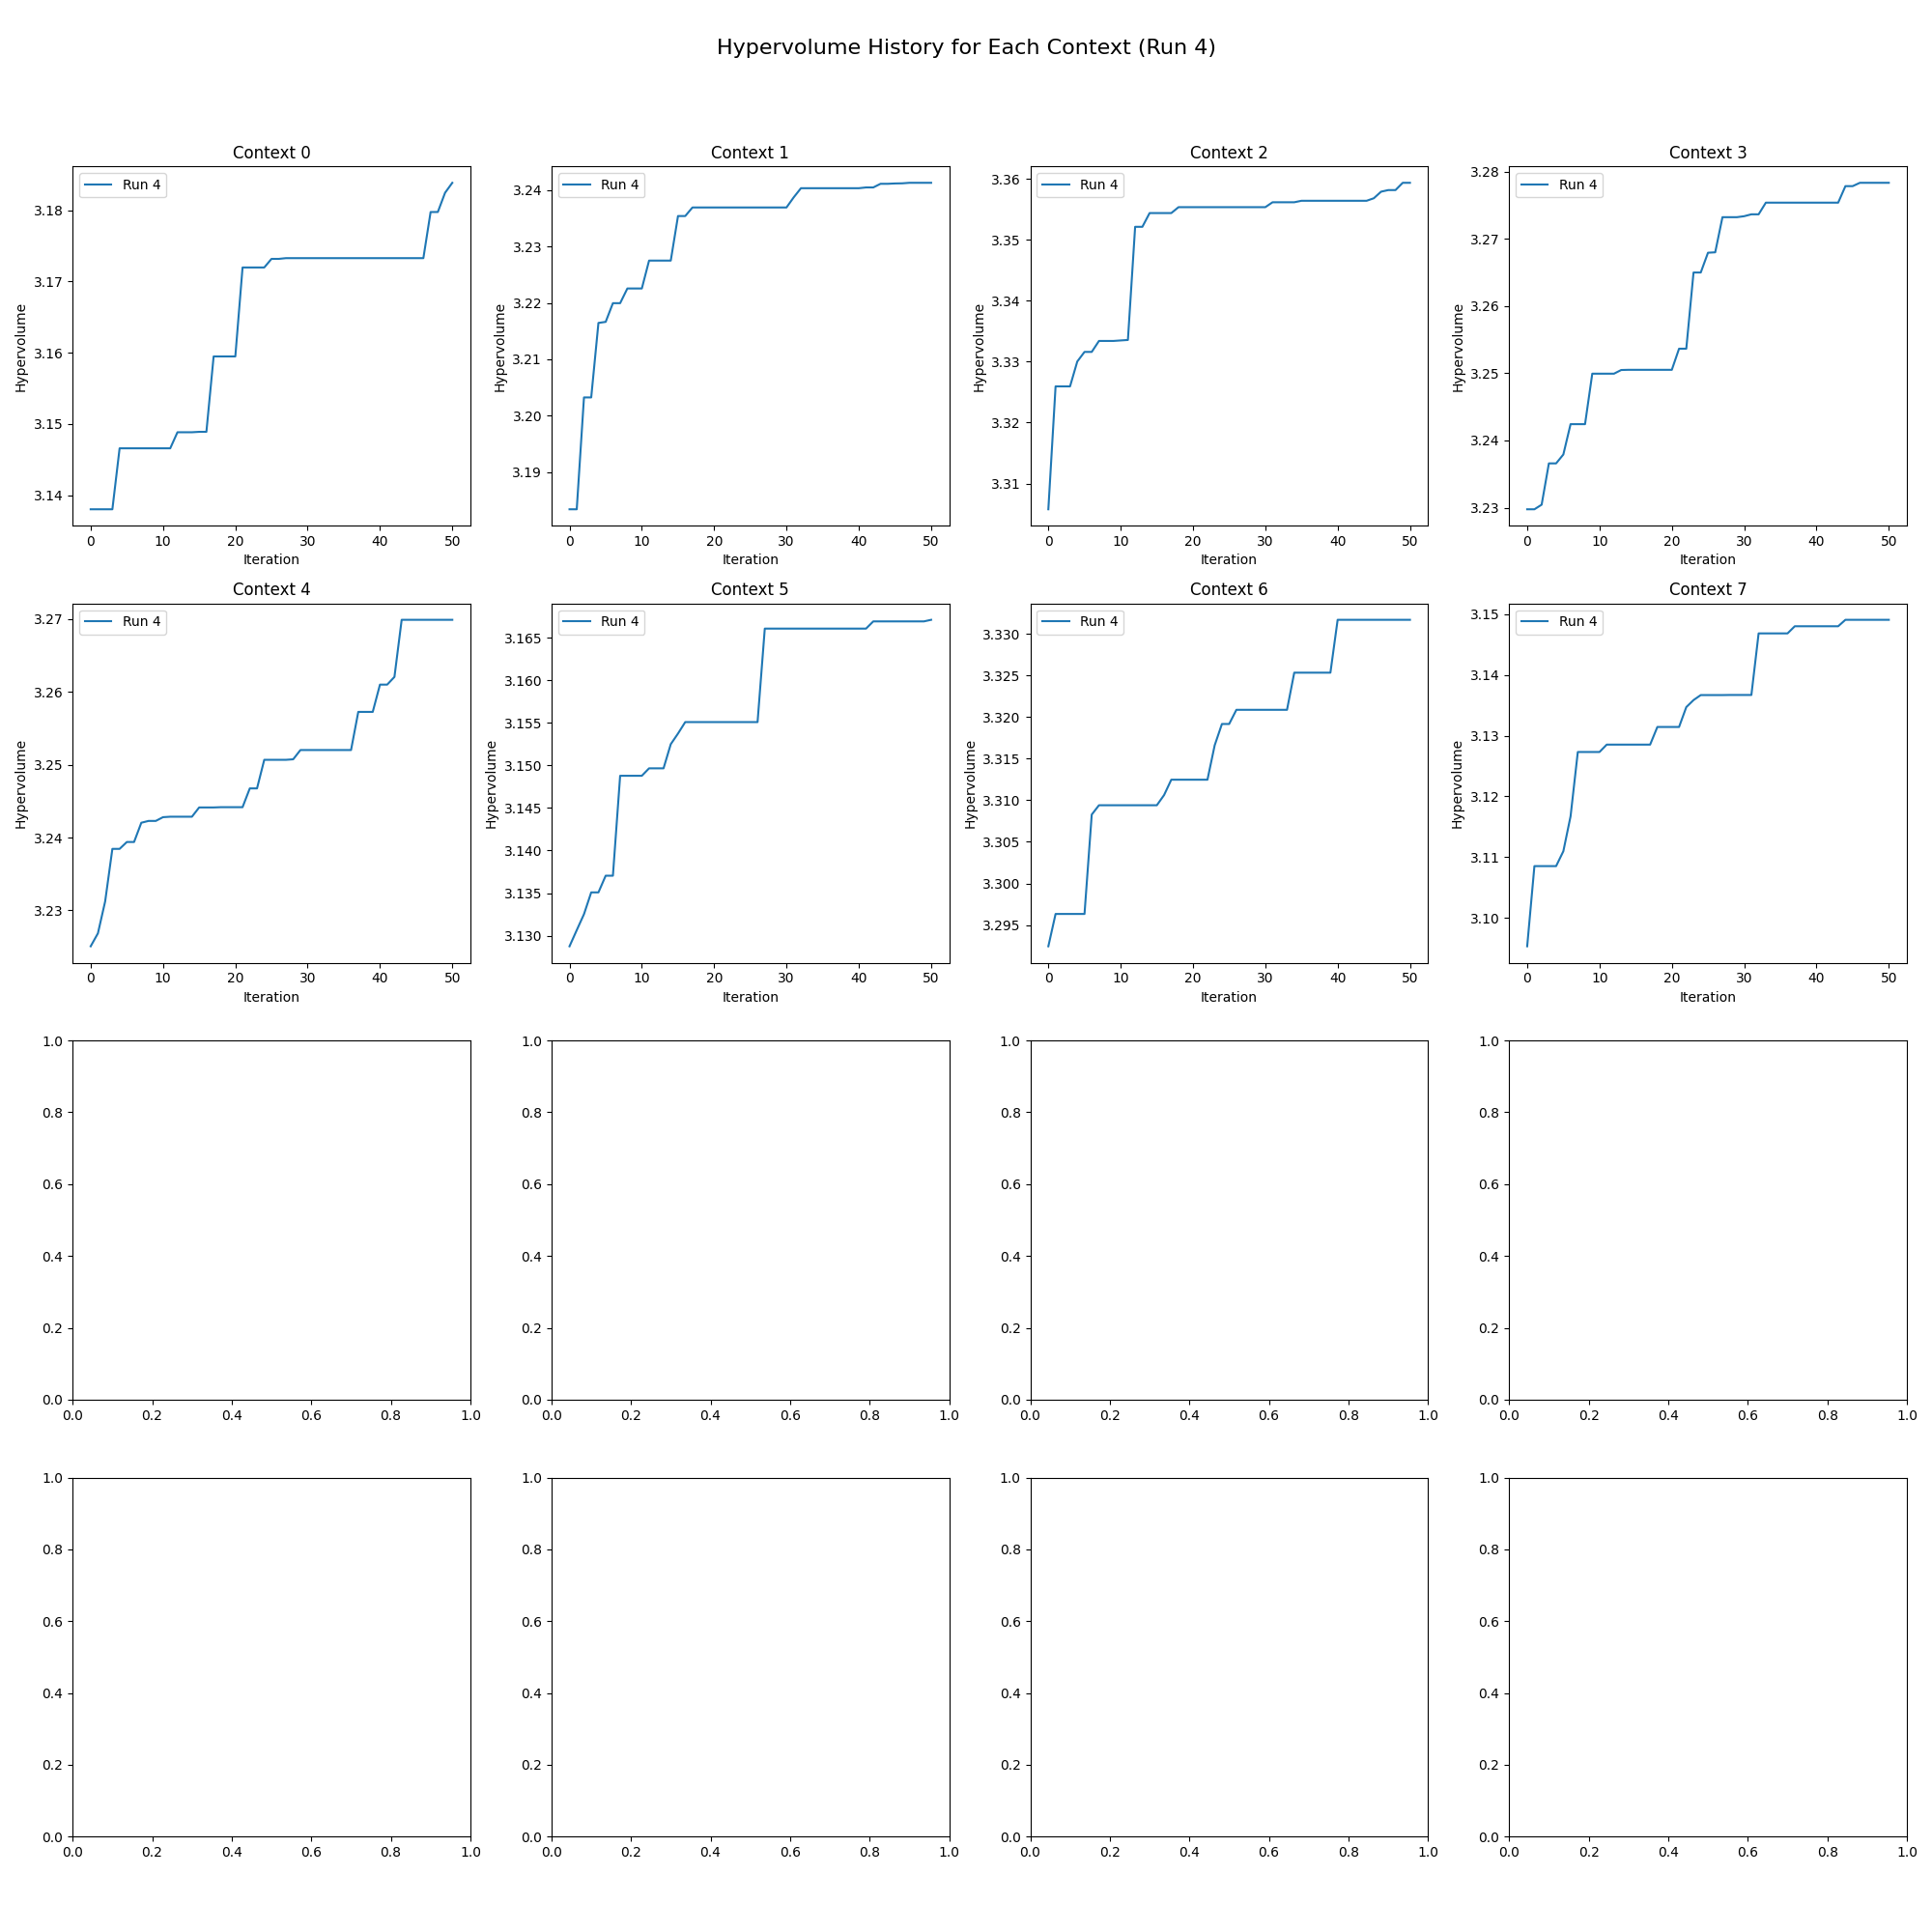 Hypervolume History for Each Context (Run 4)
Context 0
Run 4
Hypervolume
3.18
3.17
3.16
3.15
3.14
0 10 20 30 40 50
Iteration
Context 1
Run 4
Hypervolume
3.24
3.23
3.22
3.21
3.20
3.19
0 10 20 30 40 50
Iteration
Context 2
Run 4
Hypervolume
3.36
3.35
3.34
3.33
3.32
3.31
0 10 20 30 40 50
Iteration
Context 3
Run 4
Hypervolume
3.28
3.27
3.26
3.25
3.24
3.23
0 10 20 30 40 50
Iteration
Context 4
Run 4
Hypervolume
3.27
3.26
3.25
3.24
3.23
0 10 20 30 40 50
Iteration
Context 5
Run 4
Hypervolume
3.165
3.160
3.155
3.150
3.145
3.140
3.135
3.130
0 10 20 30 40 50
Iteration
Context 6
Run 4
Hypervolume
3.330
3.325
3.320
3.315
3.310
3.305
3.300
3.295
0 10 20 30 40 50
Iteration
Context 7
Run 4
Hypervolume
3.15
3.14
3.13
3.12
3.11
3.10
0 10 20 30 40 50
Iteration
1.0
0.8
0.6
0.4
0.2
0.0
0.0 0.2 0.4 0.6 0.8 1.0
1.0
0.8
0.6
0.4
0.2
0.0
0.0 0.2 0.4 0.6 0.8 1.0
1.0
0.8
0.6
0.4
0.2
0.0
0.0 0.2 0.4 0.6 0.8 1.0
1.0
0.8
0.6
0.4
0.2
0.0
0.0 0.2 0.4 0.6 0.8 1.0
1.0
0.8
0.6
0.4
0.2
0.0
0.0 0.2 0.4 0.6 0.8 1.0
1.0
0.8
0.6
0.4
0.2
0.0
0.0 0.2 0.4 0.6 0.8 1.0
1.0
0.8
0.6
0.4
0.2
0.0
0.0 0.2 0.4 0.6 0.8 1.0
1.0
0.8
0.6
0.4
0.2
0.0
0.0 0.2 0.4 0.6 0.8 1.0